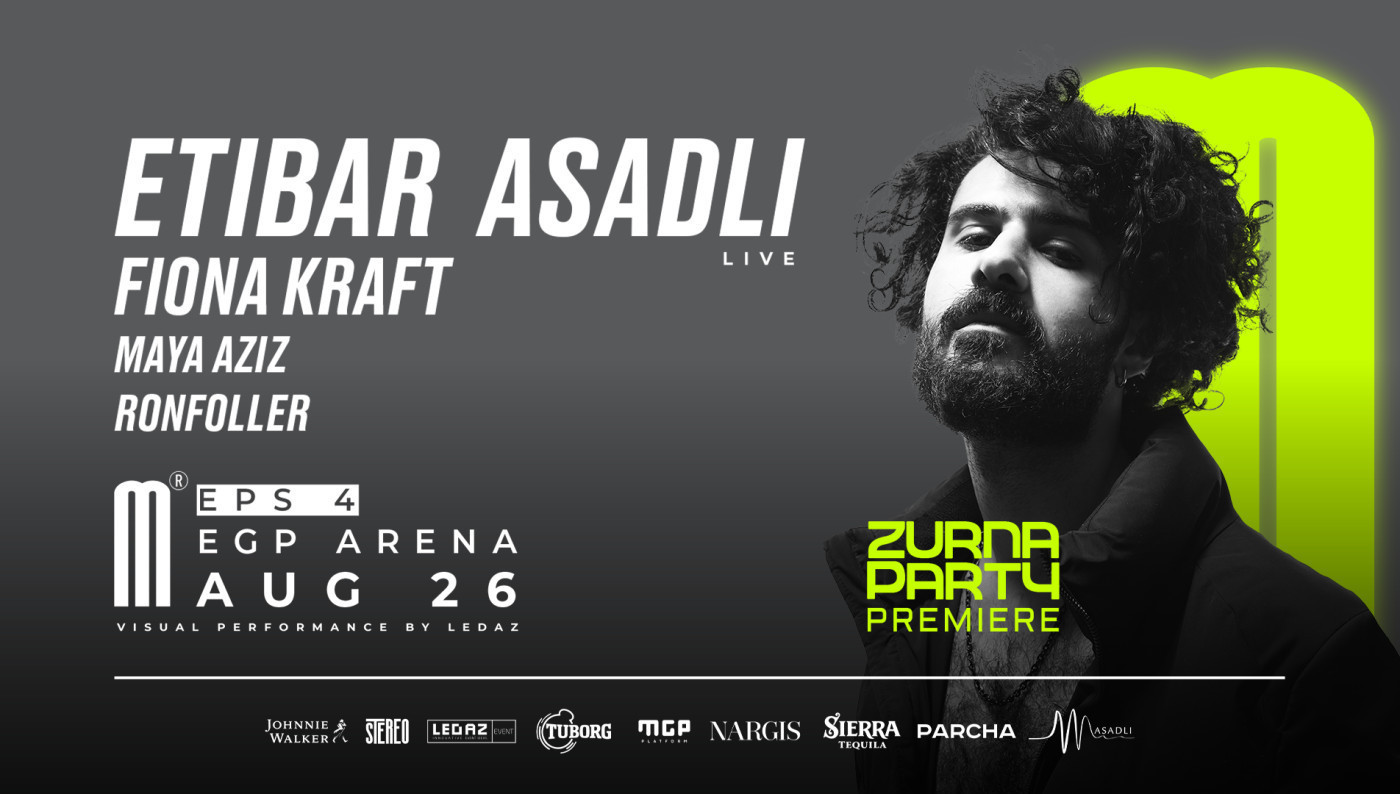 ETIBAR ASADLI
LIVE
FIONA KRAFT
MAYA AZIZ
RONFOLLER
m®
EPS 4
EGP ARENA
AUG 26
VISUAL PERFORMANCE BY LEDAZ
ZURNA
PARTY
PREMIERE
JOHNNIE
WALKER
STEREO
LEDAZ
EVENT
TUBORG
MGP
PLATFORM
NARGIS
SIERRA
TEQUILA
PARCHA
ASADLI